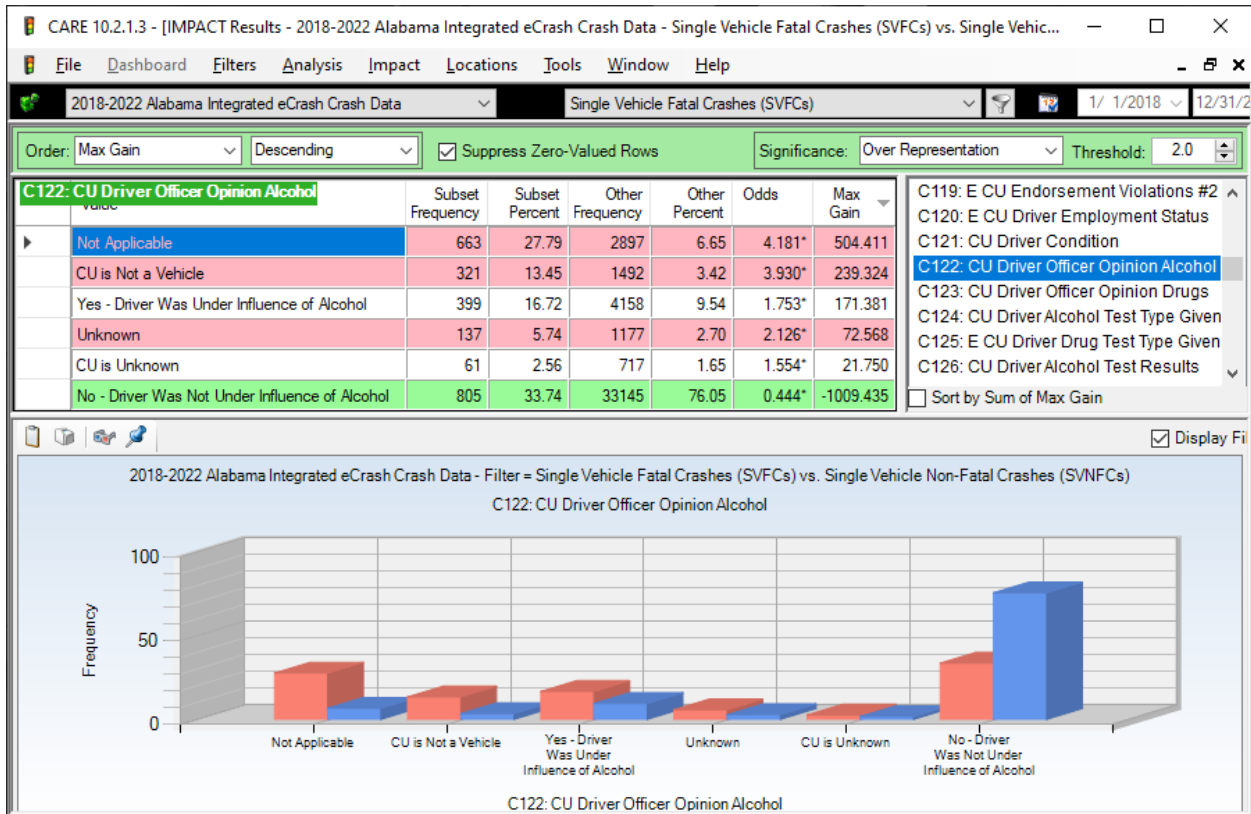 CARE 10.2.1.3 - [IMPACT Results - 2018-2022 Alabama Integrated eCrash Crash Data - Single Vehicle Fatal Crashes (SVFCs) vs. Single Vehic...
File Dashboard Filters Analysis Impact Locations Tools Window Help
2018-2022 Alabama Integrated eCrash Crash Data Single Vehicle Fatal Crashes (SVFCs) 1/ 1/2018 12/31/2
Order: Max Gain Descending Suppress Zero-Valued Rows Significance: Over Representation Threshold: 2.0
C122: CU Driver Officer Opinion Alcohol
Value Subset Frequency Subset Percent Other Frequency Other Percent Odds Max Gain
Not Applicable 663 27.79 2897 6.65 4.181* 504.411
CU is Not a Vehicle 321 13.45 1492 3.42 3.930* 239.324
Yes - Driver Was Under Influence of Alcohol 399 16.72 4158 9.54 1.753* 171.381
Unknown 137 5.74 1177 2.70 2.126* 72.568
CU is Unknown 61 2.56 717 1.65 1.554* 21.750
No - Driver Was Not Under Influence of Alcohol 805 33.74 33145 76.05 0.444* -1009.435
C119: E CU Endorsement Violations #2
C120: E CU Driver Employment Status
C121: CU Driver Condition
C122: CU Driver Officer Opinion Alcohol
C123: CU Driver Officer Opinion Drugs
C124: CU Driver Alcohol Test Type Given
C125: E CU Driver Drug Test Type Given
C126: CU Driver Alcohol Test Results
Sort by Sum of Max Gain
Display Fil
2018-2022 Alabama Integrated eCrash Crash Data - Filter = Single Vehicle Fatal Crashes (SVFCs) vs. Single Vehicle Non-Fatal Crashes (SVNFCs)
C122: CU Driver Officer Opinion Alcohol
Frequency
100
50
0
Not Applicable
CU is Not a Vehicle
Yes - Driver
Was Under
Influence of Alcohol
Unknown
CU is Unknown
No - Driver
Was Not Under
Influence of Alcohol
C122: CU Driver Officer Opinion Alcohol